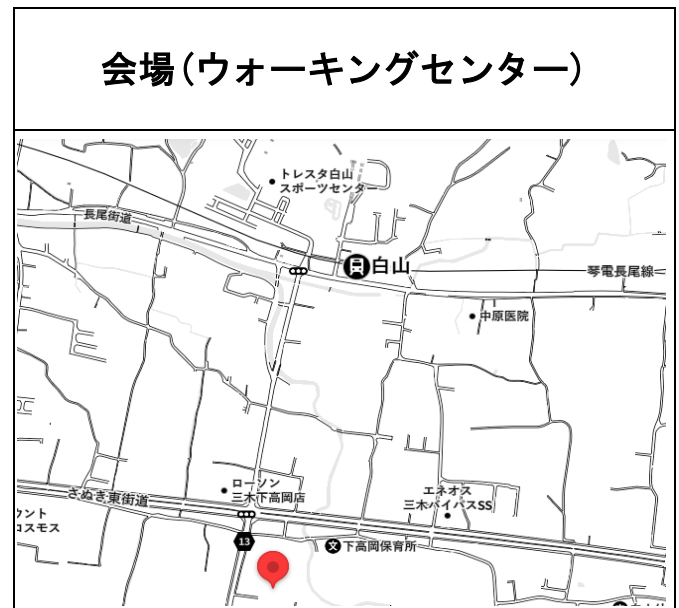 会場(ウォーキングセンター)
トレスタ白山
スポーツセンター
長尾街道
白山
琴電長尾線
中原医院
ローソン
三木下高岡店
エネオス
三木バイパスSS
さぬき東街道
ウント
コスモス
13
文
下高岡保育所